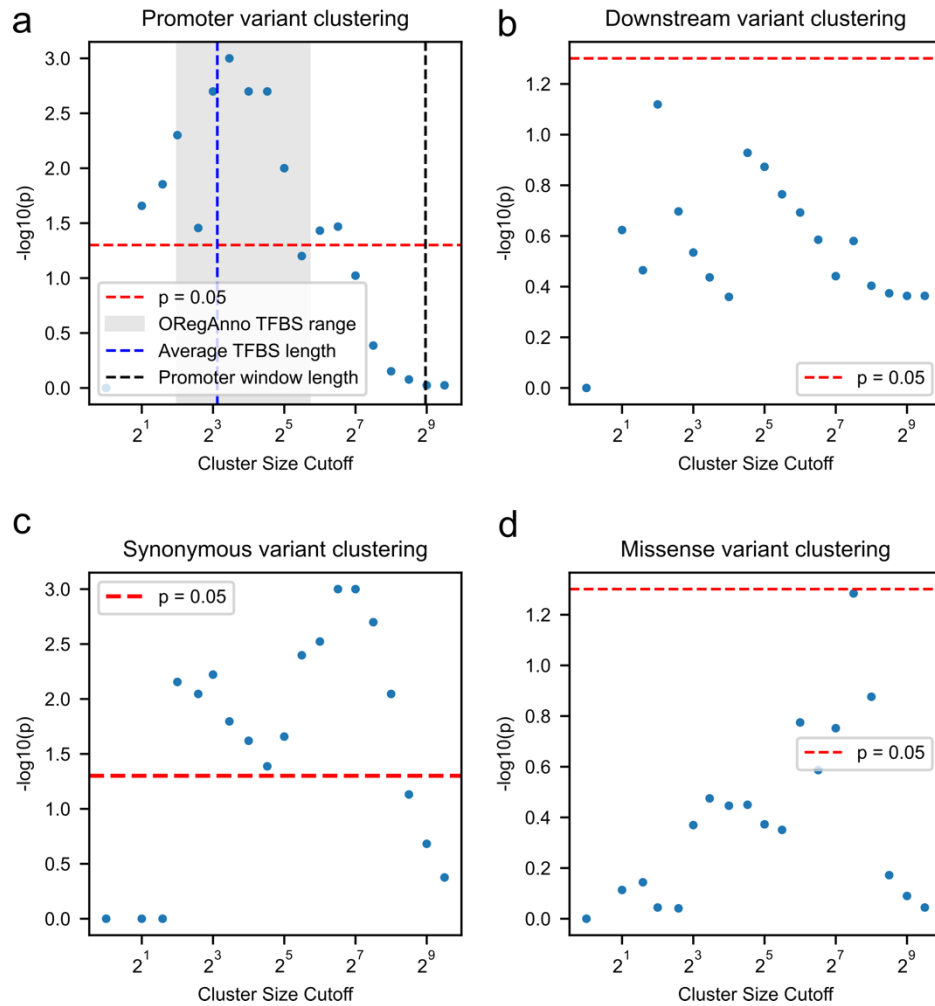 a
Promoter variant clustering
-log10(p)
3.0
2.5
2.0
1.5
1.0
0.5
0.0
p = 0.05
ORegAnno TFBS range
Average TFBS length
Promoter window length
2^1 2^3 2^5 2^7 2^9
Cluster Size Cutoff
b
Downstream variant clustering
-log10(p)
1.2
1.0
0.8
0.6
0.4
0.2
0.0
p = 0.05
2^1 2^3 2^5 2^7 2^9
Cluster Size Cutoff
c
Synonymous variant clustering
-log10(p)
3.0
2.5
2.0
1.5
1.0
0.5
0.0
p = 0.05
2^1 2^3 2^5 2^7 2^9
Cluster Size Cutoff
d
Missense variant clustering
-log10(p)
1.2
1.0
0.8
0.6
0.4
0.2
0.0
p = 0.05
2^1 2^3 2^5 2^7 2^9
Cluster Size Cutoff